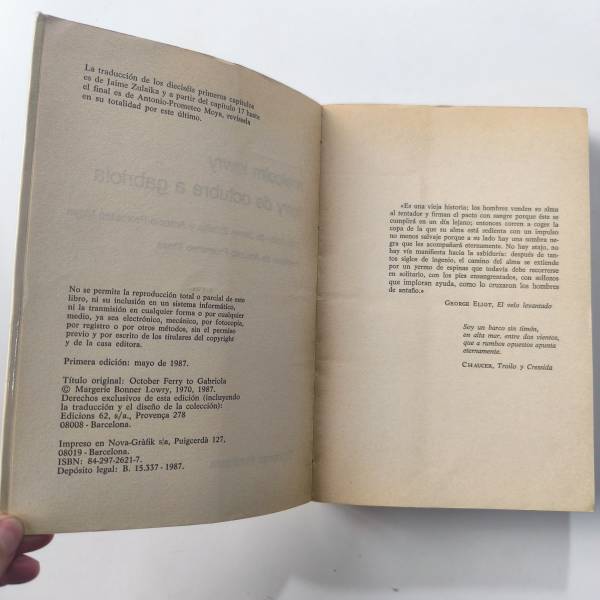 La traducción de los dieciséis primeros capítulos
es de Jaime Zulaika y a partir del capítulo 17 hasta
el final es de Antonio-Prometeo Moya, revisada
en su totalidad por este último.
No se permite la reproducción total o parcial de este
libro, ni su inclusión en un sistema informático,
ni la tranmisión en cualquier forma o por cualquier
medio, ya sea electrónico, mecánico, por fotocopia,
por registro o por otros métodos, sin el permiso
previo y por escrito de los titulares del copyright
y de la casa editora.
Primera edición: mayo de 1987.
Título original: October Ferry to Gabriola
© Margerie Bonner Lowry, 1970, 1987.
Derechos exclusivos de esta edición (incluyendo
la traducción y el diseño de la colección):
Edicions 62, s/a., Provença 278
08008 - Barcelona.
Impreso en Nova-Gràfik s/a, Puigcerdà 127,
08019 - Barcelona.
ISBN: 84-297-2621-7.
Depósito legal: B. 15.337 - 1987.
«Es una vieja historia: los hombres venden su alma
al tentador y firman el pacto con sangre porque éste se
cumplirá en un día lejano; entonces corren a coger la
copa de la que su alma está sedienta con un impulso
no menos salvaje porque a su lado hay una sombra ne-
gra que les acompañará eternamente. No hay atajo, no
hay vía manifiesta hacia la sabiduría: después de tan-
tos siglos de ingenio, el camino del alma se extiende
por un yermo de espinas que todavía debe recorrerse
en solitario, con los pies ensangrentados, con sollozos
que imploran ayuda, como lo cruzaron los hombres
de antaño.»
GEORGE ELIOT, El velo levantado
Soy un barco sin timón,
en alta mar, entre dos vientos,
que a rumbos opuestos apunta
eternamente.
CHAUCER, Troilo y Cressida